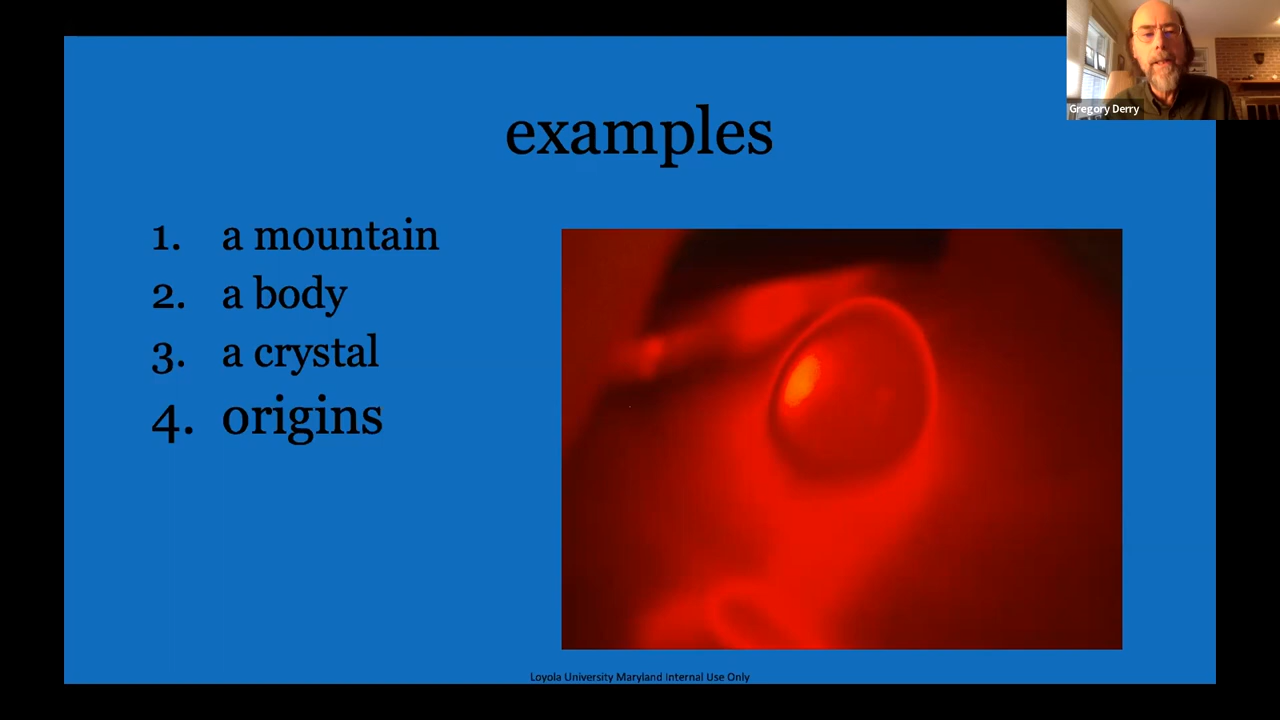 examples
1. a mountain
2. a body
3. a crystal
4. origins
Gregory Derry
Loyola University Maryland Internal Use Only